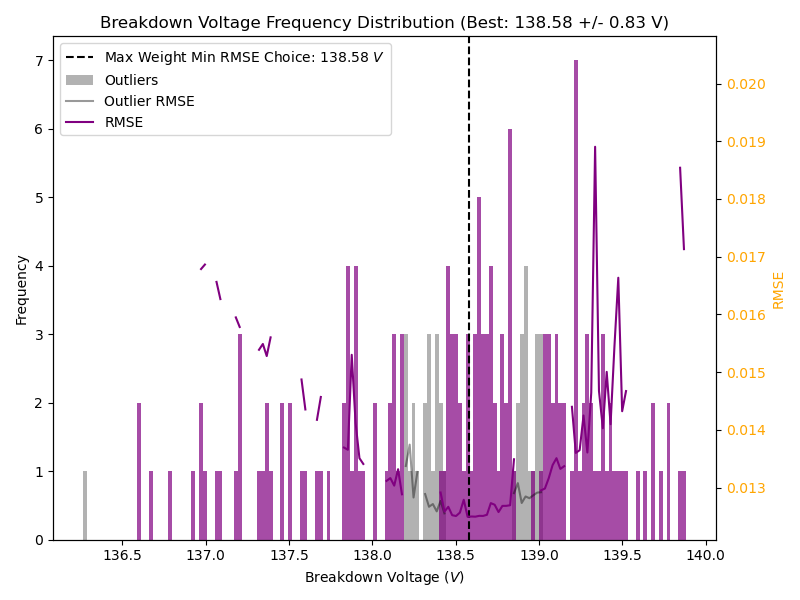 Breakdown Voltage Frequency Distribution (Best: 138.58 +/- 0.83 V)
Max Weight Min RMSE Choice: 138.58 V
Outliers
Outlier RMSE
RMSE
Frequency
7
6
5
4
3
2
1
0
0.020
0.019
0.018
0.017
0.016
0.015
0.014
0.013
RMSE
136.5 137.0 137.5 138.0 138.5 139.0 139.5 140.0
Breakdown Voltage (V)